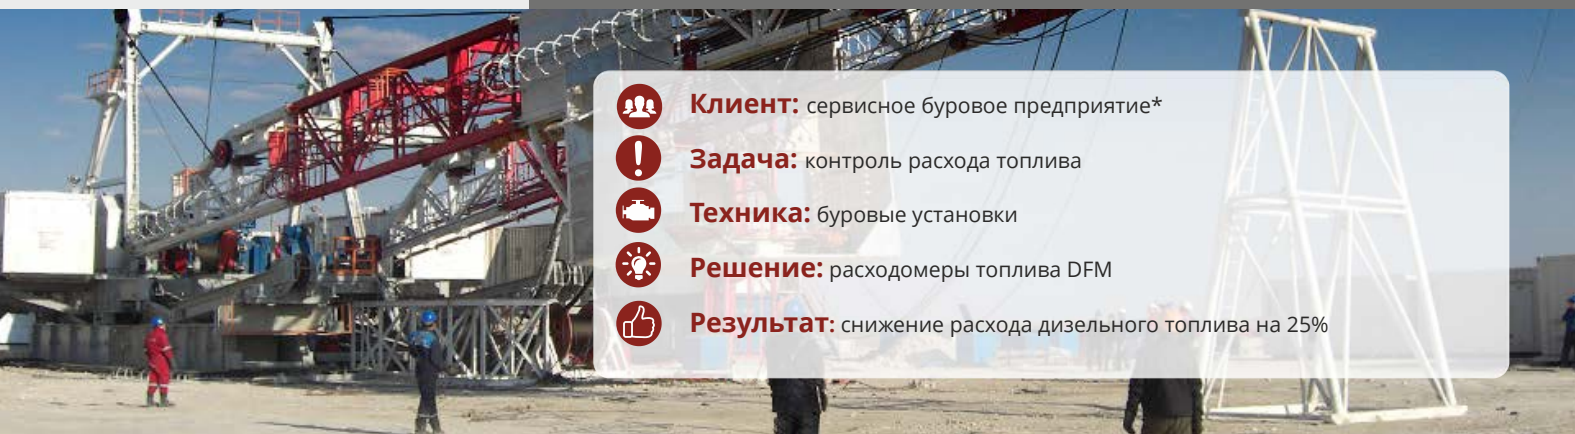 Клиент: сервисное буровое предприятие*
Задача: контроль расхода топлива
Техника: буровые установки
Решение: расходомеры топлива DFM
Результат: снижение расхода дизельного топлива на 25%